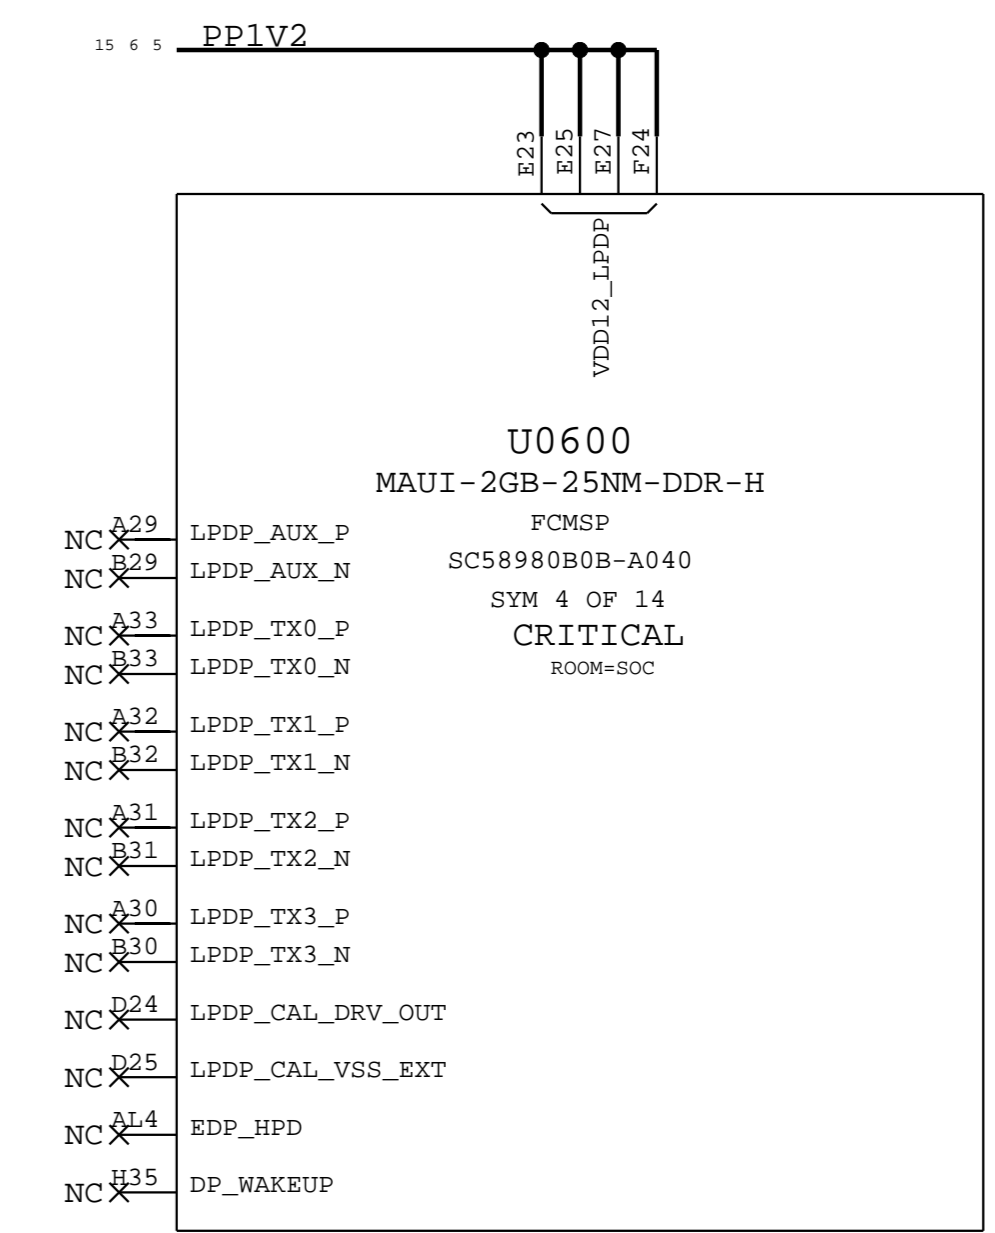 15 6 5 PP1V2
E23 E25 E27 F24
VDD12_LPDP
U0600
MAUI-2GB-25NM-DDR-H
FCMSP
SC58980B0B-A040
SYM 4 OF 14
CRITICAL
ROOM=SOC
NC A29 LPDP_AUX_P
NC B29 LPDP_AUX_N
NC A33 LPDP_TX0_P
NC B33 LPDP_TX0_N
NC A32 LPDP_TX1_P
NC B32 LPDP_TX1_N
NC A31 LPDP_TX2_P
NC B31 LPDP_TX2_N
NC A30 LPDP_TX3_P
NC B30 LPDP_TX3_N
NC D24 LPDP_CAL_DRV_OUT
NC D25 LPDP_CAL_VSS_EXT
NC AL4 EDP_HPD
NC H35 DP_WAKEUP